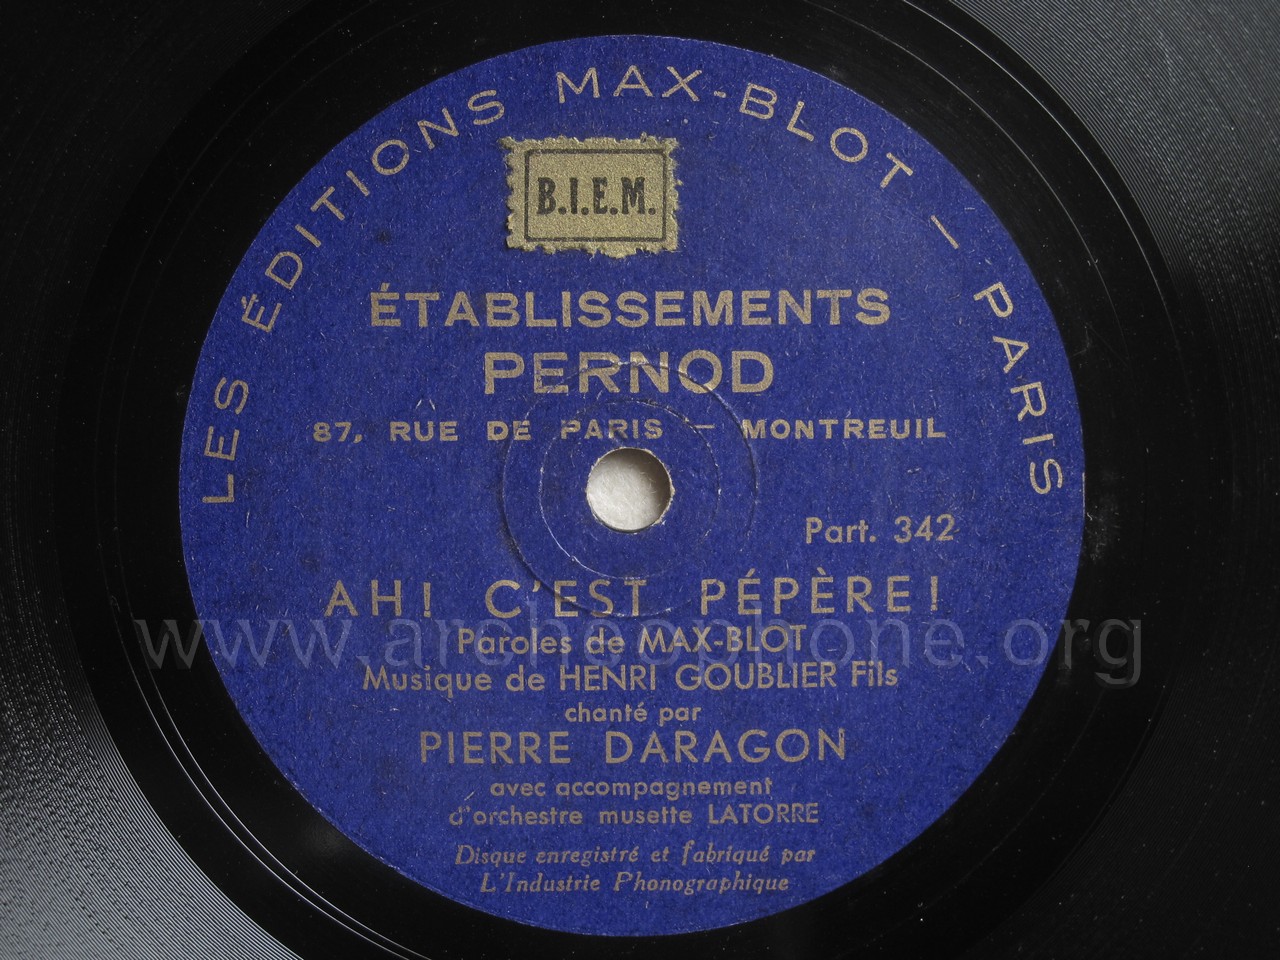 LES ÉDITIONS MAX-BLOT – PARIS
B.I.E.M.
ÉTABLISSEMENTS
PERNOD
87, RUE DE PARIS – MONTREUIL
Part. 342
AH! C'EST PÉPÈRE!
www.archeophone.org
Paroles de MAX-BLOT
Musique de HENRI GOUBLIER Fils
chanté par
PIERRE DARAGON
avec accompagnement
d'orchestre musette LATORRE
Disque enregistré et fabriqué par
L'Industrie Phonographique